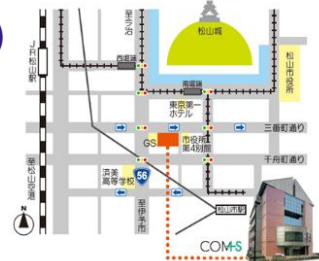 至今治
松山城
JR松山駅
西堀端
南堀端
松山市役所
東京第一
ホテル
三番町通り
GS
市役所
第4別館
千舟町通り
済美
高等学校
56
至松山空港
至伊予市
松山市駅
N
COMS